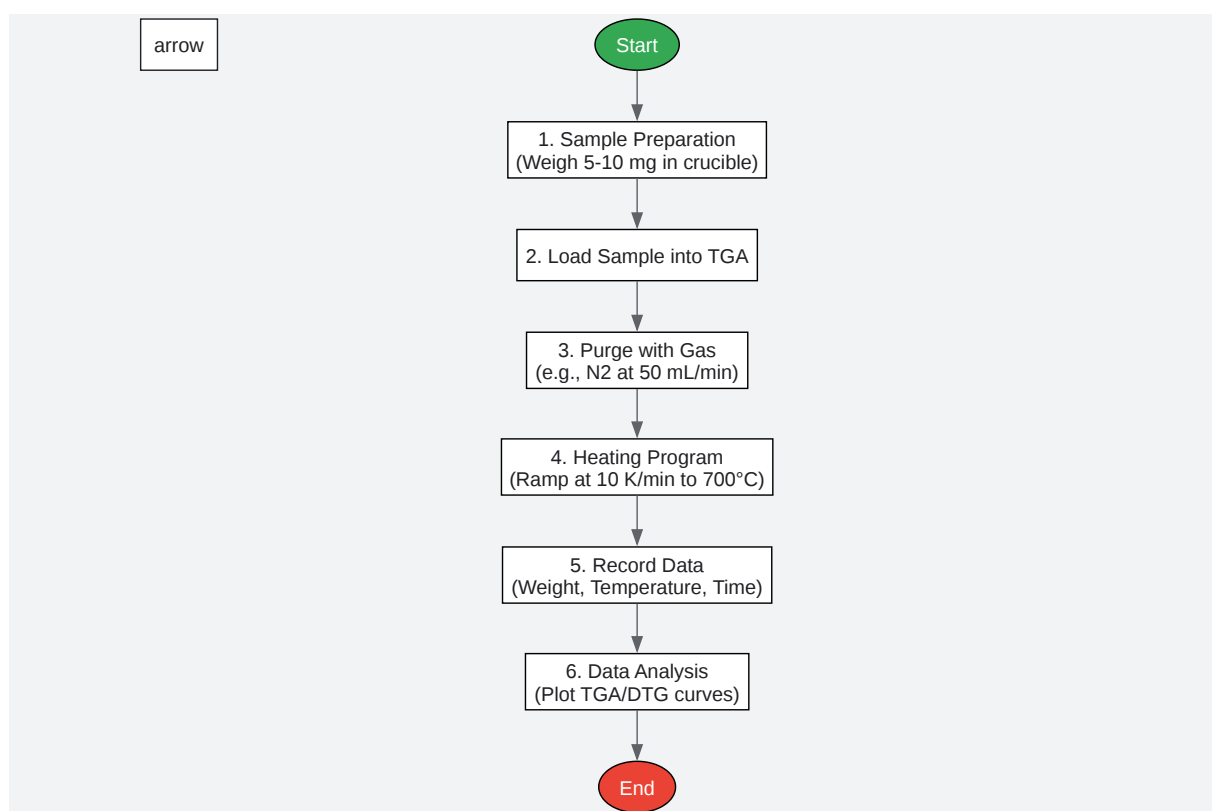 arrow
Start
1. Sample Preparation
(Weigh 5-10 mg in crucible)
2. Load Sample into TGA
3. Purge with Gas
(e.g., N2 at 50 mL/min)
4. Heating Program
(Ramp at 10 K/min to 700°C)
5. Record Data
(Weight, Temperature, Time)
6. Data Analysis
(Plot TGA/DTG curves)
End